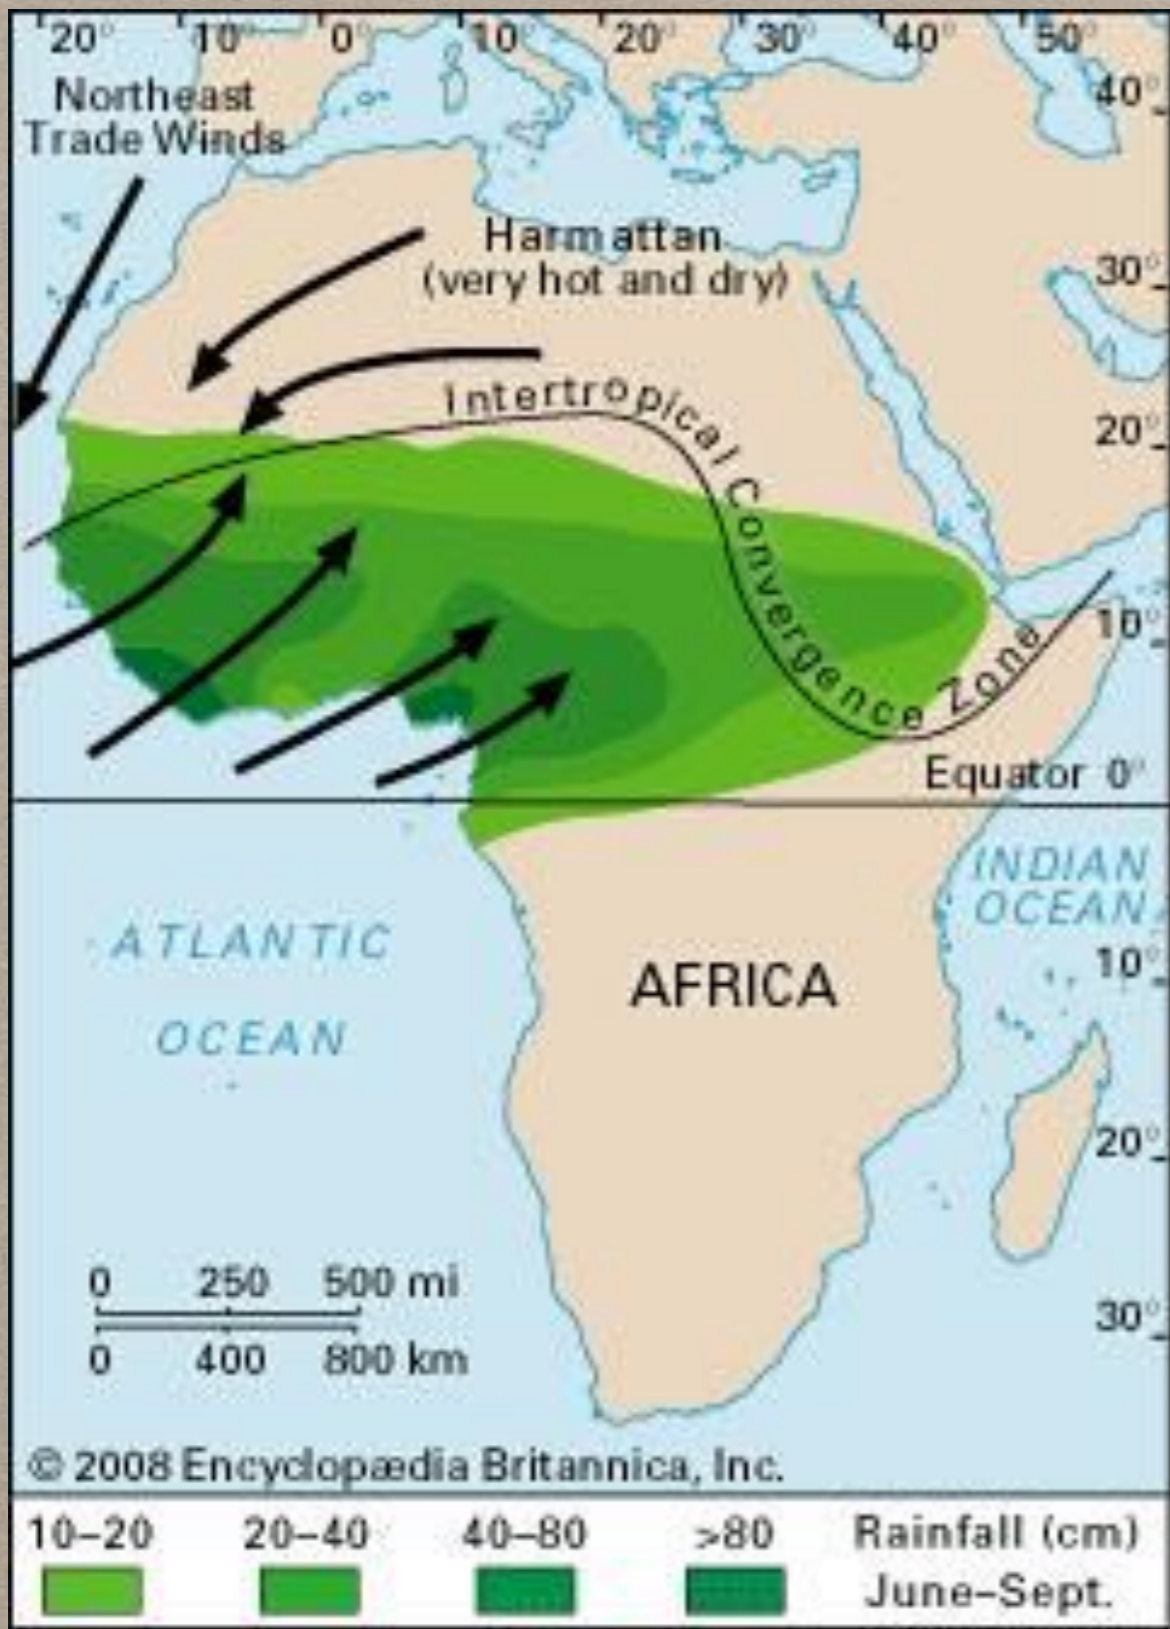 20° 10° 0° 10° 20° 30° 40° 50°
Northeast
Trade Winds
40°
Harmattan
(very hot and dry)
30°
Intertropical Convergence Zone
20°
10°
Equator 0°
INDIAN
OCEAN
ATLANTIC
OCEAN
AFRICA
10°
20°
30°
0 250 500 mi
0 400 800 km
© 2008 Encyclopædia Britannica, Inc.
10–20 20–40 40–80 >80 Rainfall (cm)
June–Sept.